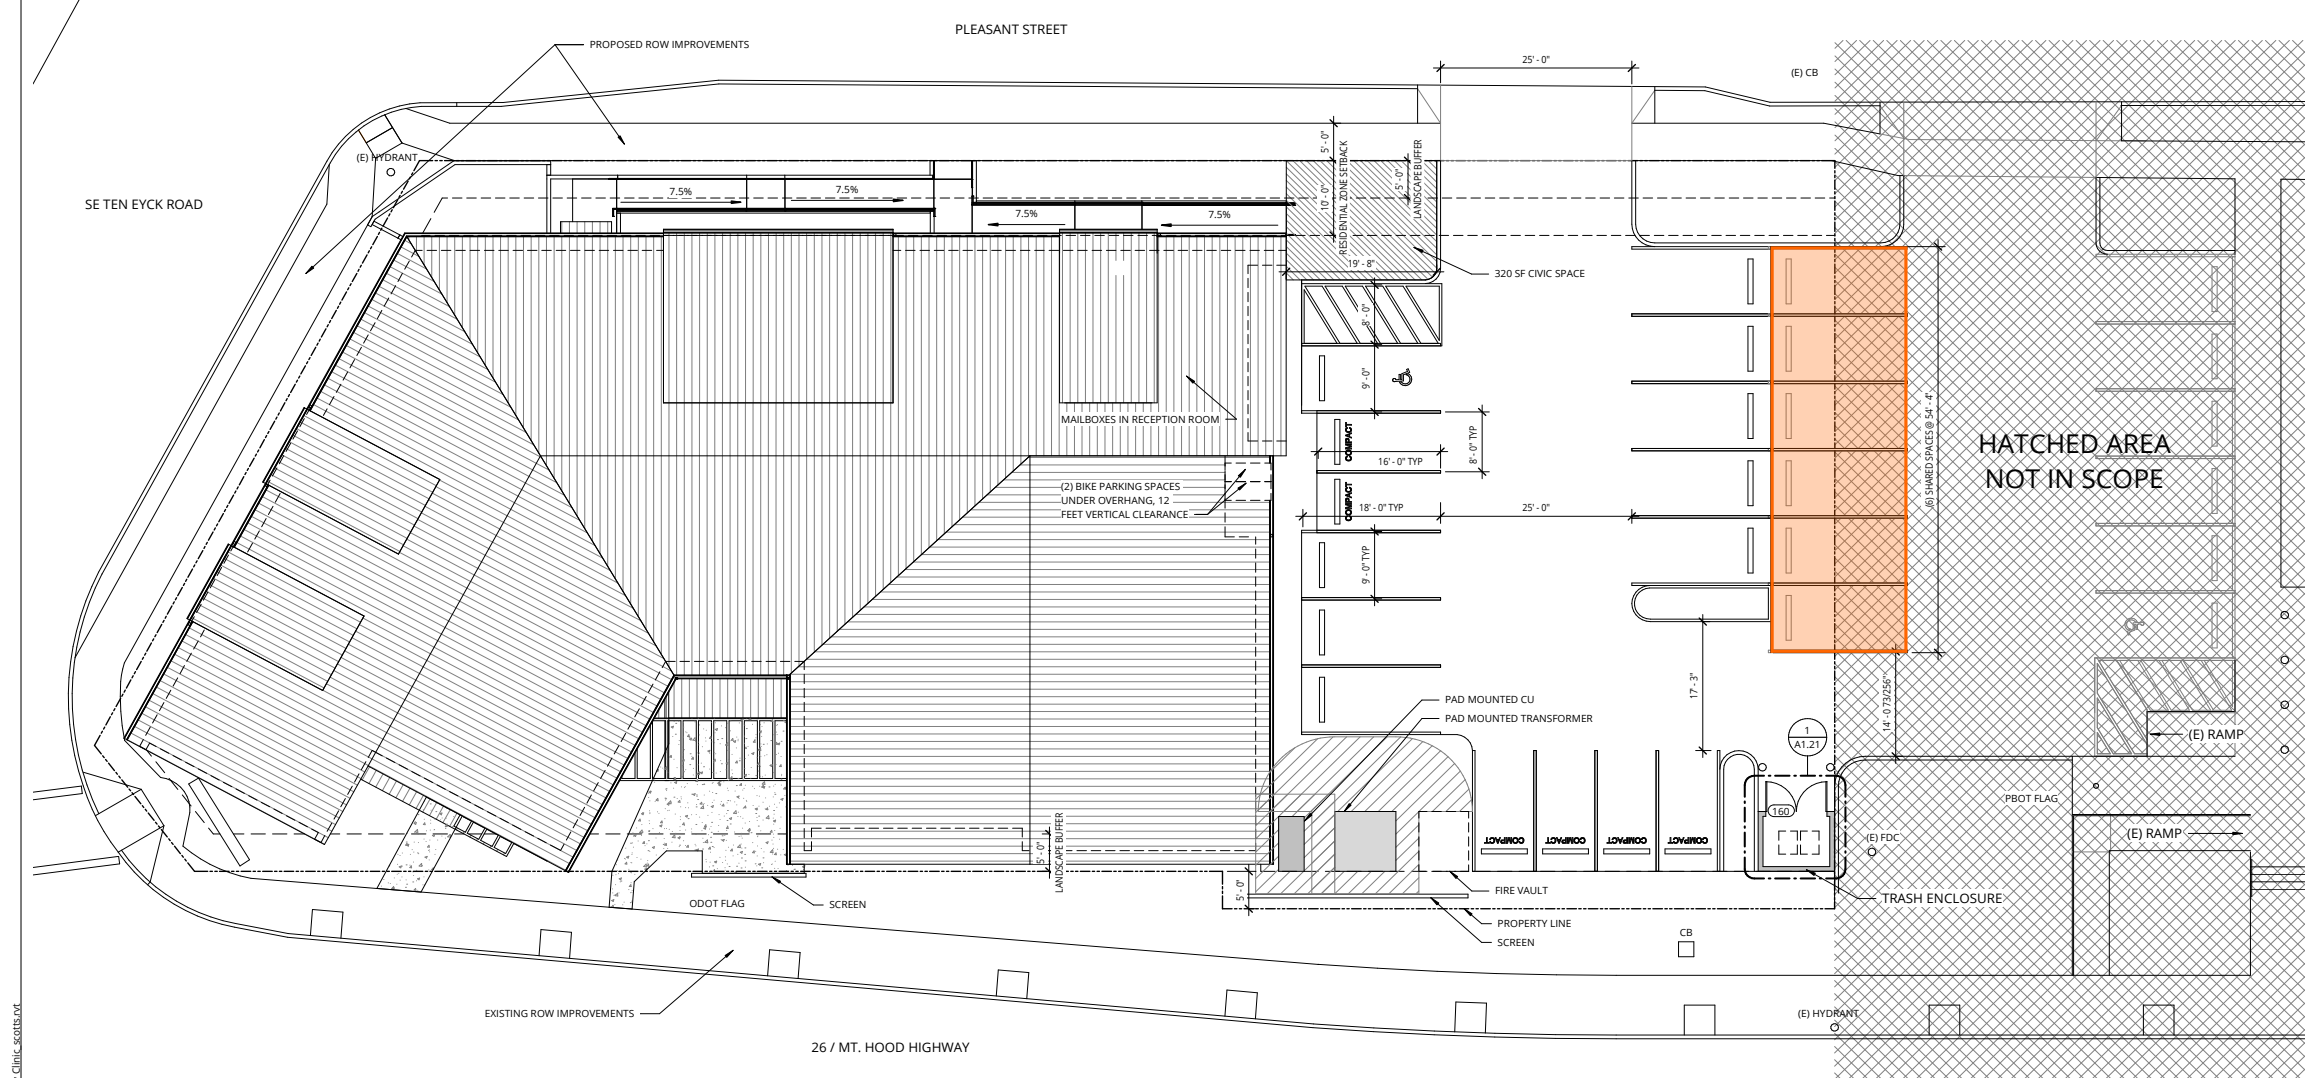 PLEASANT STREET
PROPOSED ROW IMPROVEMENTS
25' - 0"
(E) CB
(E) HYDRANT
SE TEN EYCK ROAD
7.5%
7.5%
7.5%
7.5%
5' - 0"
10' - 0"
RESIDENTIAL ZONE SETBACK
5' - 0"
LANDSCAPE BUFFER
19' - 8"
320 SF CIVIC SPACE
8' - 0"
9' - 0"
MAILBOXES IN RECEPTION ROOM
COMPACT
16' - 0" TYP
8' - 0" TYP
(2) BIKE PARKING SPACES
UNDER OVERHANG, 12
FEET VERTICAL CLEARANCE
COMPACT
18' - 0" TYP
25' - 0"
9' - 0" TYP
(6) SHARED SPACES @ 54' - 4"
HATCHED AREA
NOT IN SCOPE
17' - 3"
14' - 0 73/256"
PAD MOUNTED CU
PAD MOUNTED TRANSFORMER
1
A1.21
(E) RAMP
160
PBOT FLAG
(E) RAMP
(E) FDC
COMPACT
COMPACT
COMPACT
COMPACT
5' - 0"
LANDSCAPE BUFFER
5' - 0"
FIRE VAULT
TRASH ENCLOSURE
ODOT FLAG
SCREEN
PROPERTY LINE
SCREEN
CB
EXISTING ROW IMPROVEMENTS
(E) HYDRANT
26 / MT. HOOD HIGHWAY
Clinic_scotts.rvt